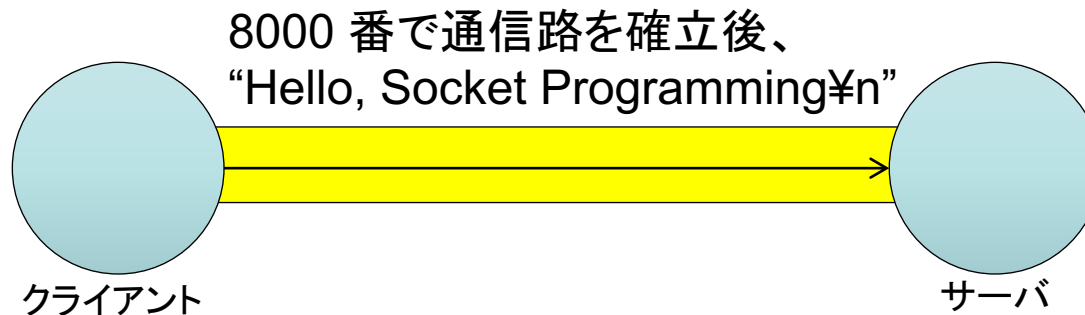 8000 番で通信路を確立後、
“Hello, Socket Programming¥n”
クライアント
サーバ